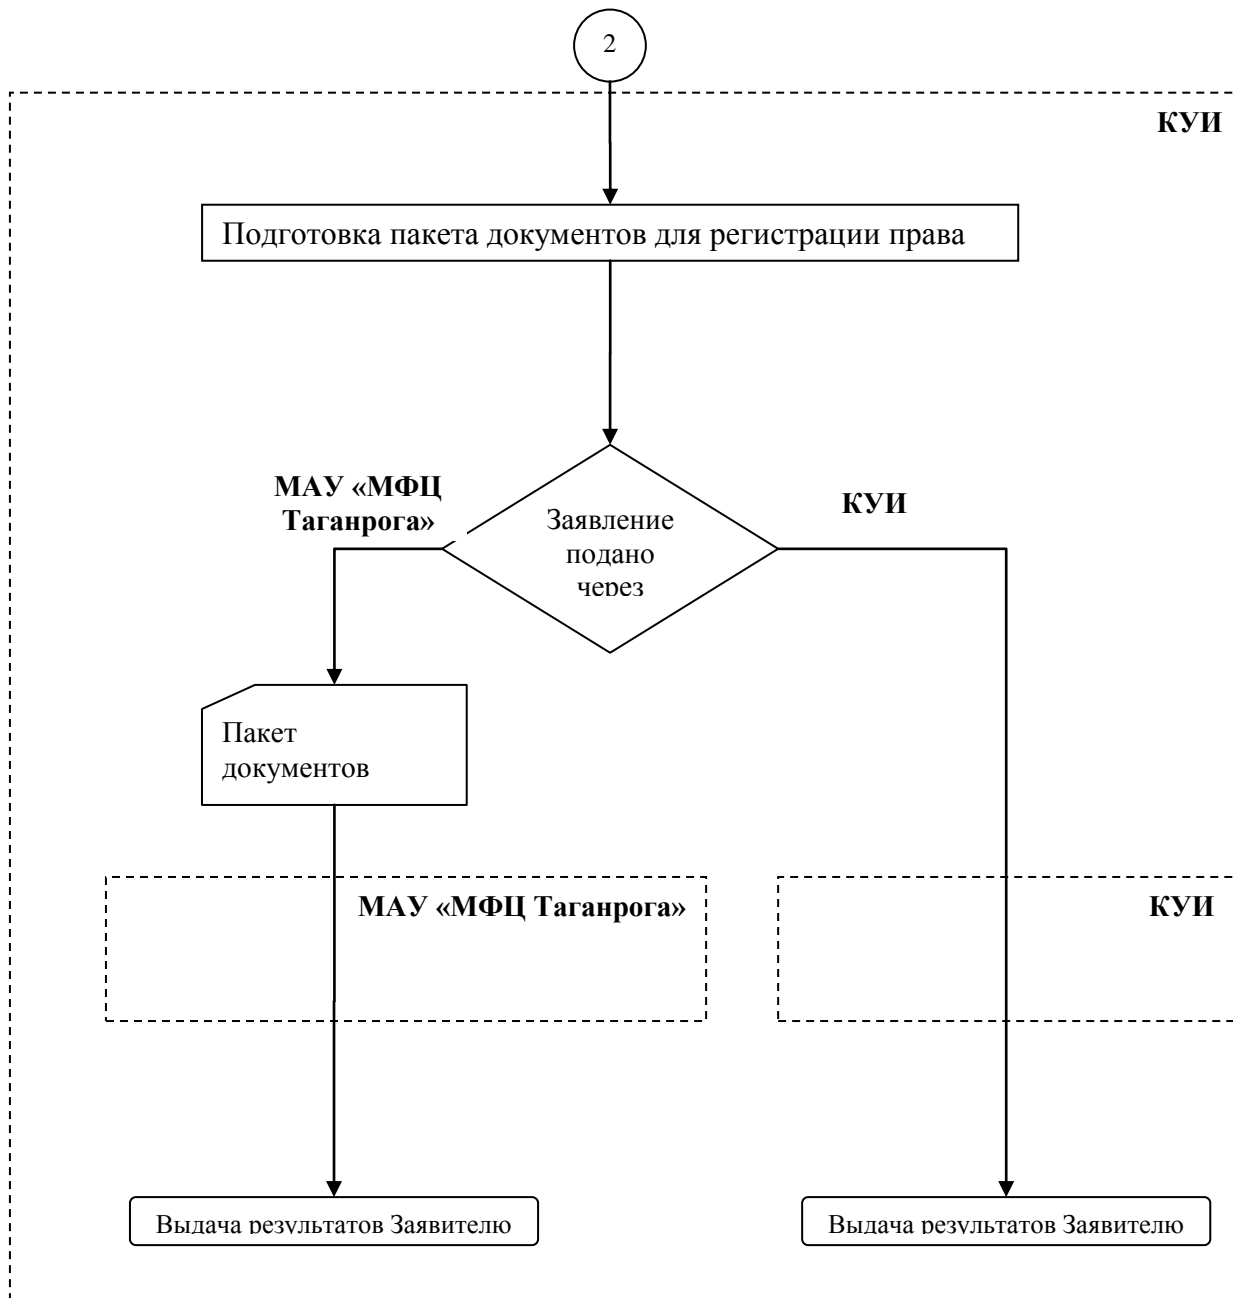 2
КУИ
Подготовка пакета документов для регистрации права
МАУ «МФЦ
Таганрога»
КУИ
Заявление
подано
через
Пакет
документов
МАУ «МФЦ Таганрога»
КУИ
Выдача результатов Заявителю
Выдача результатов Заявителю